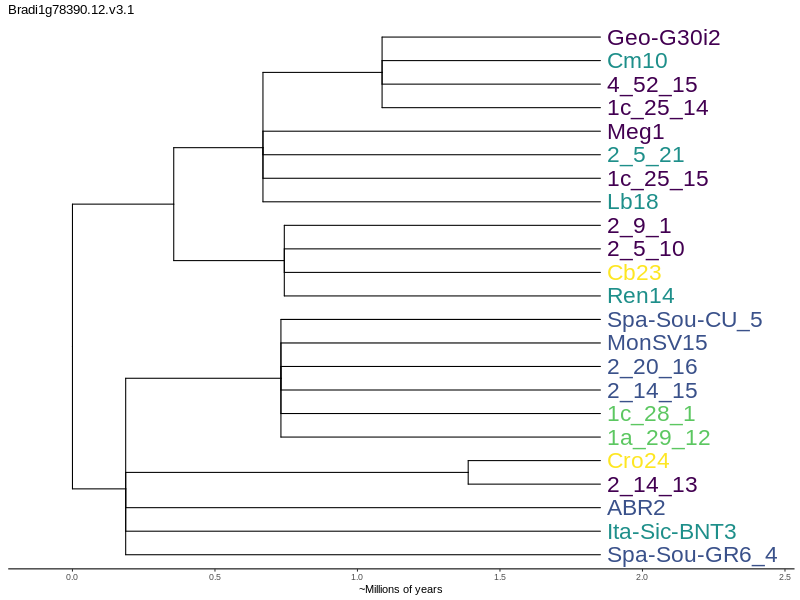 Bradi1g78390.12.v3.1
Geo-G30i2
Cm10
4_52_15
1c_25_14
Meg1
2_5_21
1c_25_15
Lb18
2_9_1
2_5_10
Cb23
Ren14
Spa-Sou-CU_5
MonSV15
2_20_16
2_14_15
1c_28_1
1a_29_12
Cro24
2_14_13
ABR2
Ita-Sic-BNT3
Spa-Sou-GR6_4
0.0 0.5 1.0 1.5 2.0 2.5
~Millions of years